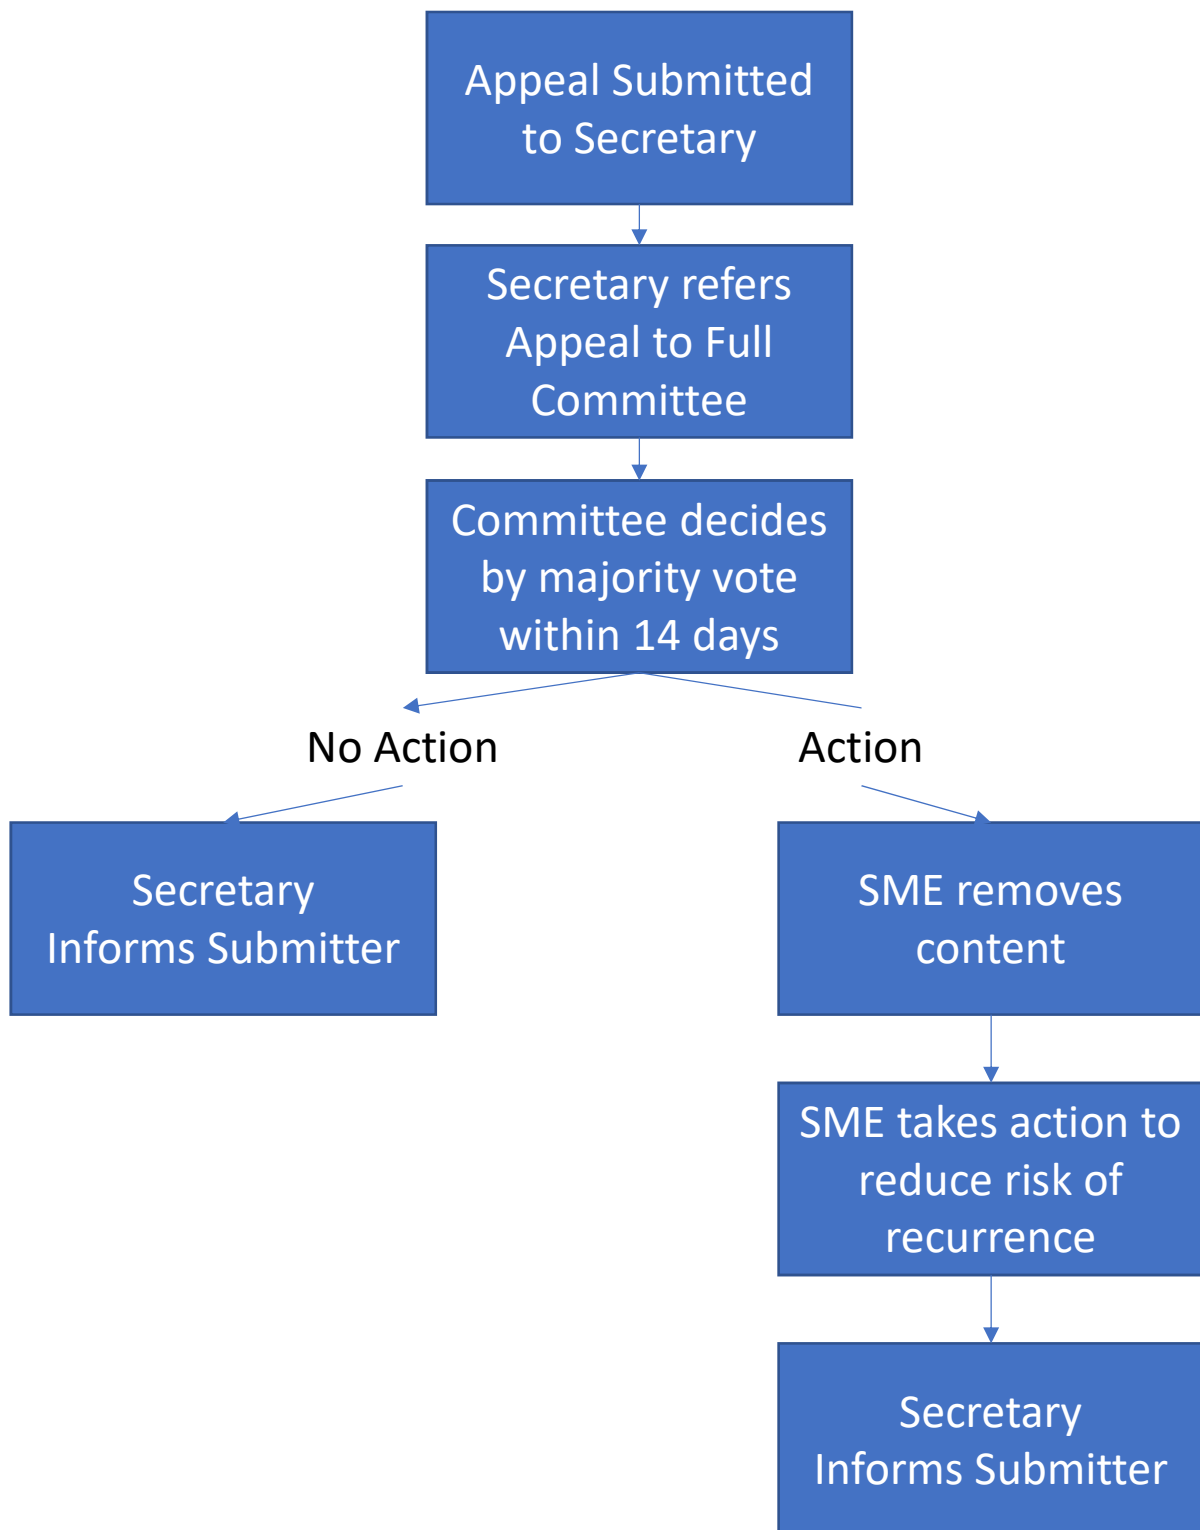 Appeal Submitted
to Secretary
Secretary refers
Appeal to Full
Committee
Committee decides
by majority vote
within 14 days
No Action
Action
Secretary
Informs Submitter
SME removes
content
SME takes action to
reduce risk of
recurrence
Secretary
Informs Submitter